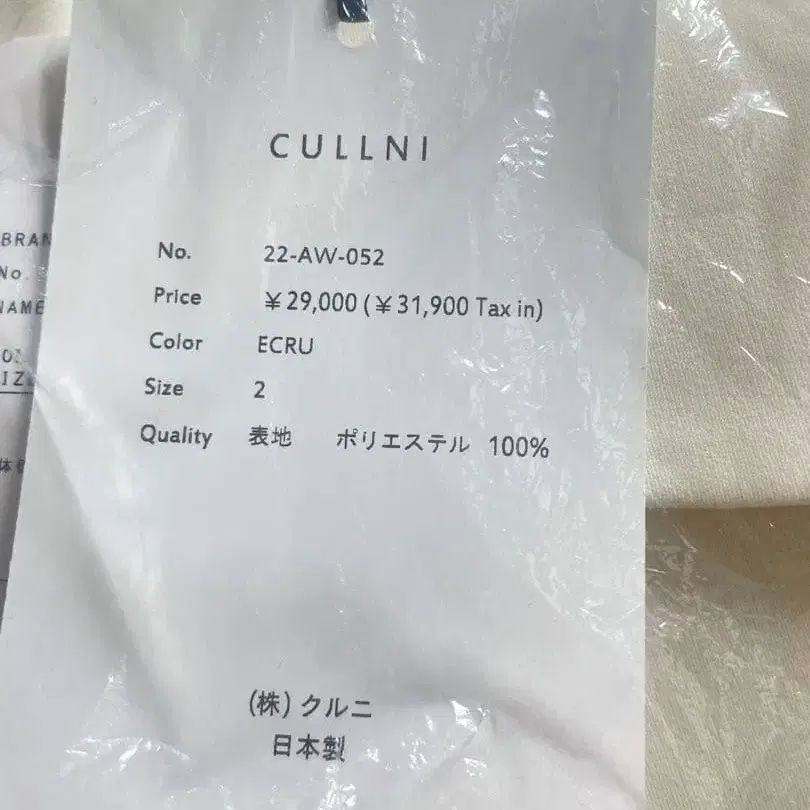 CULLNI
No. 22-AW-052
Price ¥29,000 (¥31,900 Tax in)
Color ECRU
Size 2
Quality 表地 ポリエステル 100%
(株) クルニ
日本製
BRAN
No.
NAME